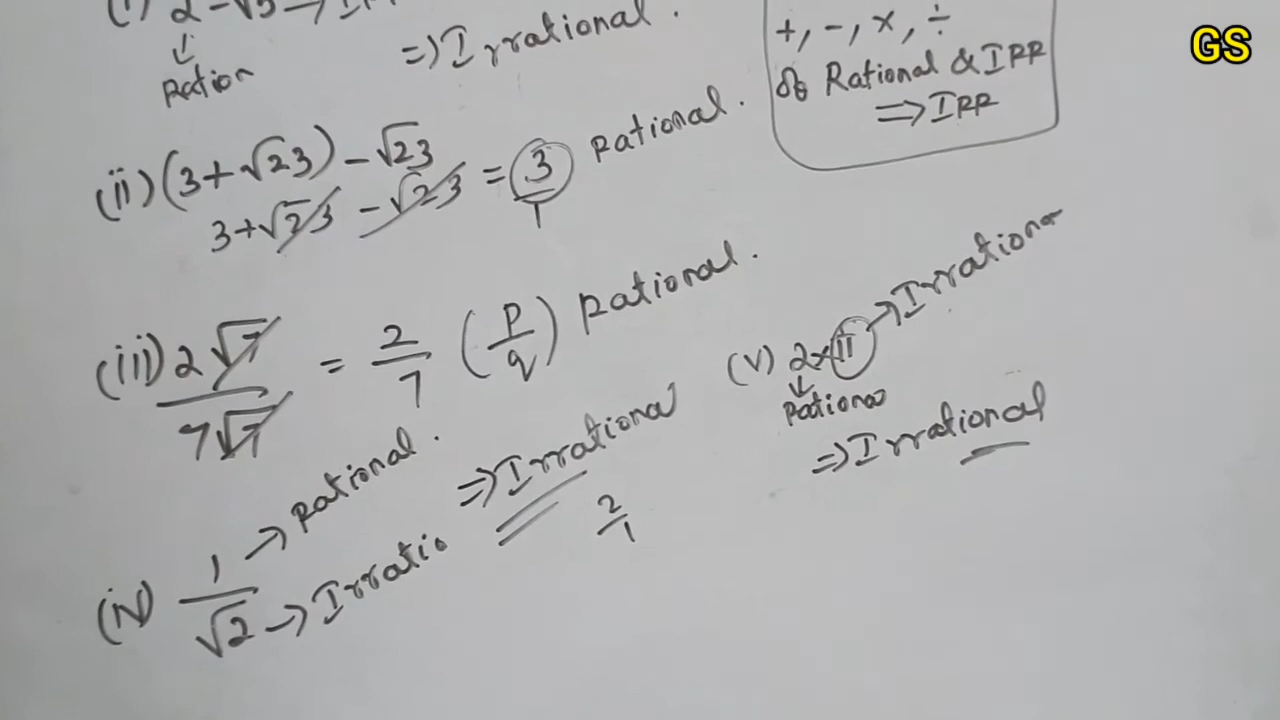 (i) 2 - √5 →
↓
Ration
⇒ Irrational.
+, -, ×, ÷
of Rational & IRR
⇒ IRR
GS
(ii) (3 + √23) - √23
3 + √23 - √23 = 3/1 Rational.
(iii) 2√7 / 7√7 = 2/7 (p/q) Rational.
(iv) 1 → Rational.
√2 → Irratio
⇒ Irrational
2/1
(v) 2 × π → Irrational
↓
Rational
⇒ Irrational